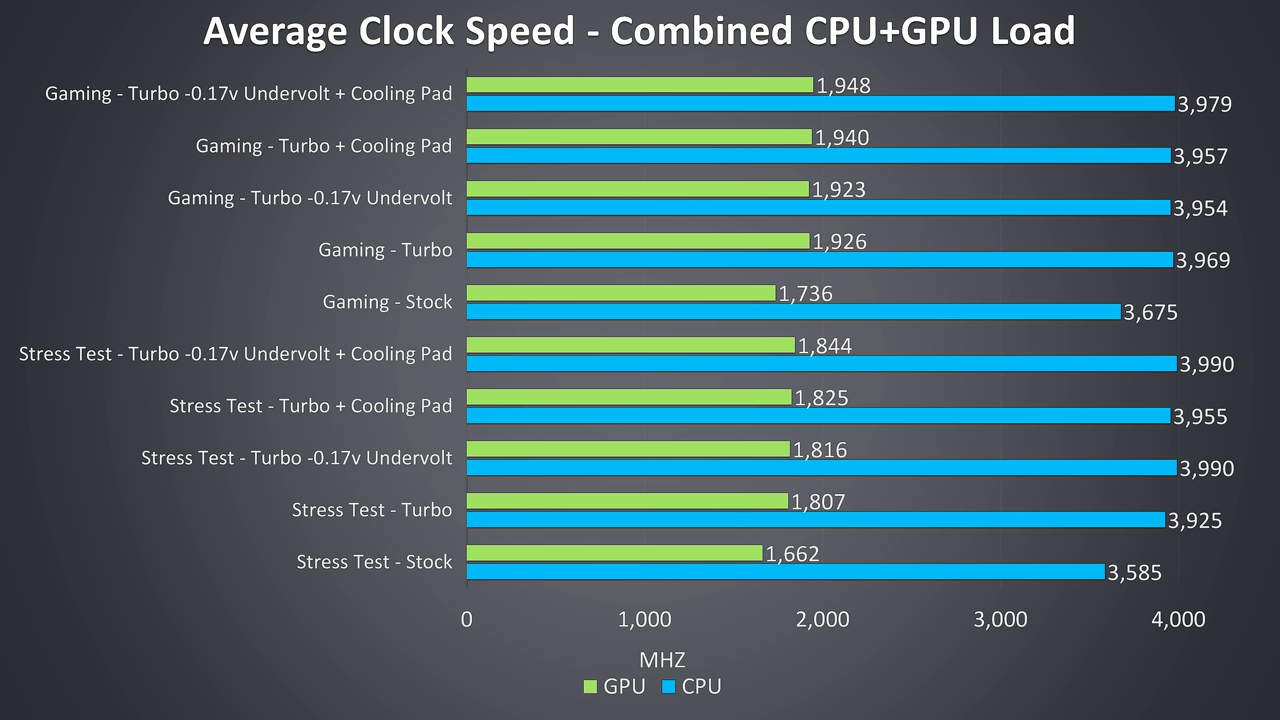 Average Clock Speed - Combined CPU+GPU Load
Gaming - Turbo -0.17v Undervolt + Cooling Pad
1,948
3,979
Gaming - Turbo + Cooling Pad
1,940
3,957
Gaming - Turbo -0.17v Undervolt
1,923
3,954
Gaming - Turbo
1,926
3,969
Gaming - Stock
1,736
3,675
Stress Test - Turbo -0.17v Undervolt + Cooling Pad
1,844
3,990
Stress Test - Turbo + Cooling Pad
1,825
3,955
Stress Test - Turbo -0.17v Undervolt
1,816
3,990
Stress Test - Turbo
1,807
3,925
Stress Test - Stock
1,662
3,585
0 1,000 2,000 3,000 4,000
MHZ
GPU CPU